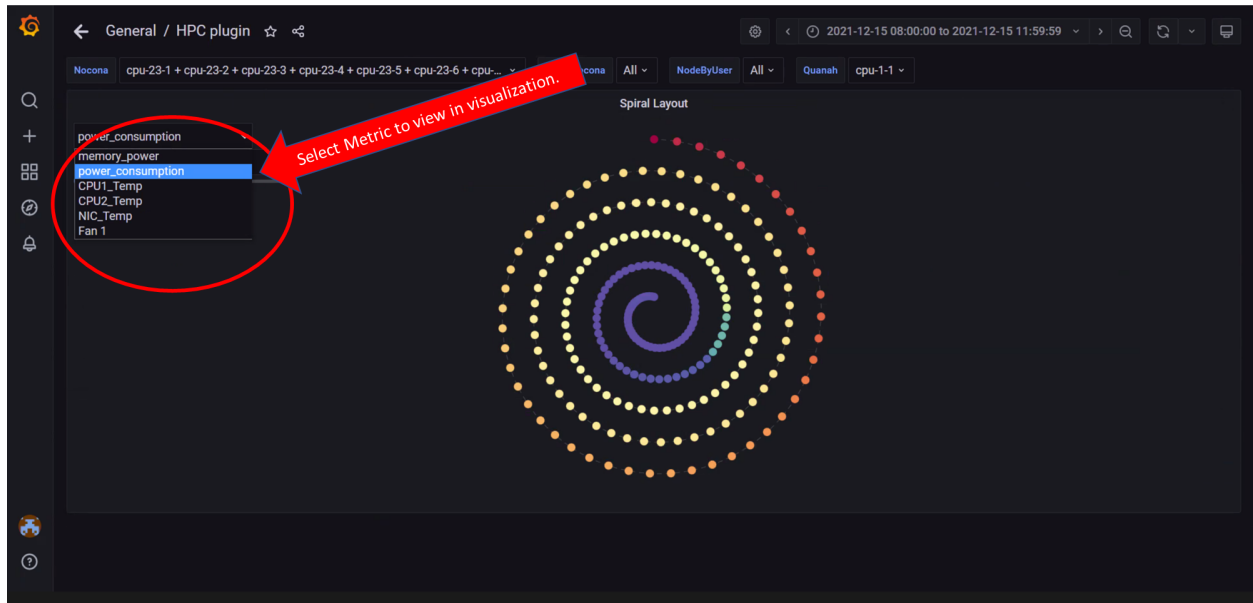 General / HPC plugin
2021-12-15 08:00:00 to 2021-12-15 11:59:59
Nocona cpu-23-1 + cpu-23-2 + cpu-23-3 + cpu-23-4 + cpu-23-5 + cpu-23-6 + cpu-... All NodeByUser All Quanah cpu-1-1
Spiral Layout
Select Metric to view in visualization.
power_consumption
memory_power
power_consumption
CPU1_Temp
CPU2_Temp
NIC_Temp
Fan 1